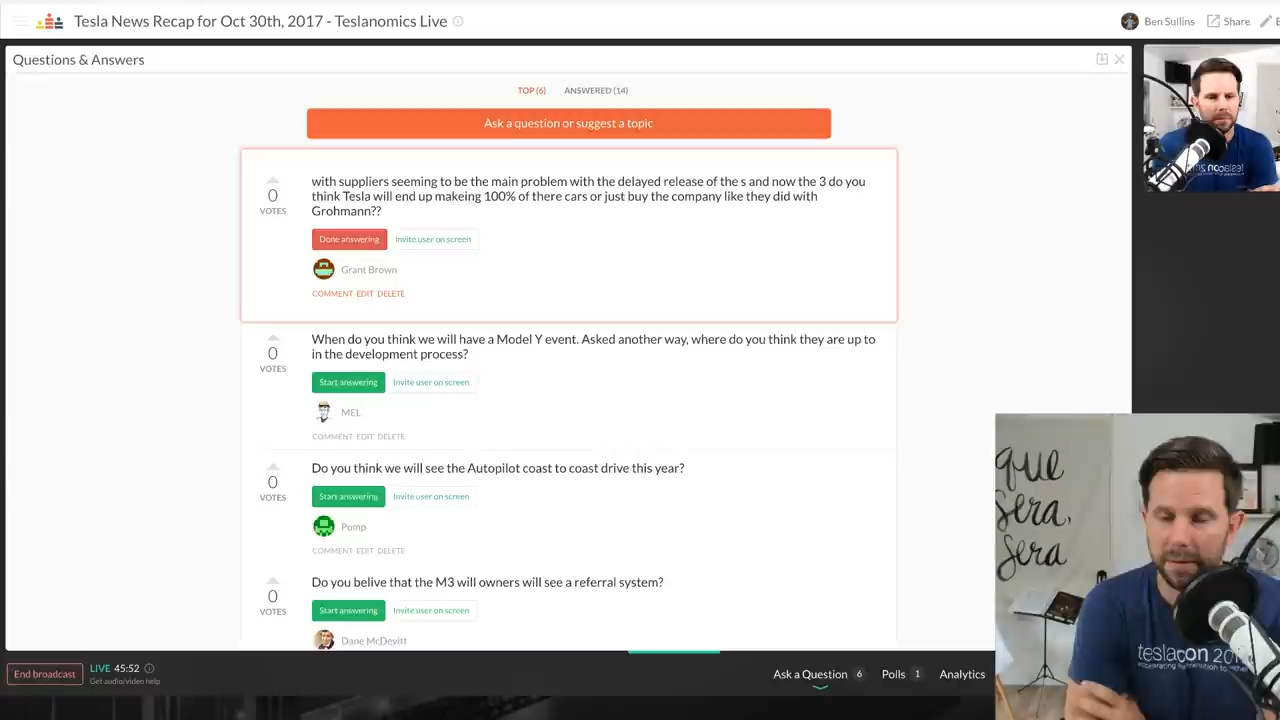 Tesla News Recap for Oct 30th, 2017 - Teslanomics Live
Ben Sullins
Share
Questions & Answers
TOP (6)
ANSWERED (14)
Ask a question or suggest a topic
with suppliers seeming to be the main problem with the delayed release of the s and now the 3 do you
think Tesla will end up makeing 100% of there cars or just buy the company like they did with
Grohmann??
0
VOTES
Done answering
Invite user on screen
Grant Brown
COMMENT EDIT DELETE
When do you think we will have a Model Y event. Asked another way, where do you think they are up to
in the development process?
0
VOTES
Start answering
Invite user on screen
MEL
COMMENT EDIT DELETE
Do you think we will see the Autopilot coast to coast drive this year?
0
VOTES
Start answering
Invite user on screen
Pomp
COMMENT EDIT DELETE
Do you belive that the M3 will owners will see a referral system?
0
VOTES
Start answering
Invite user on screen
Dane McDevitt
que
sera,
sera
End broadcast
LIVE 45:52
Get audio/video help
Ask a Question 6
Polls 1
Analytics